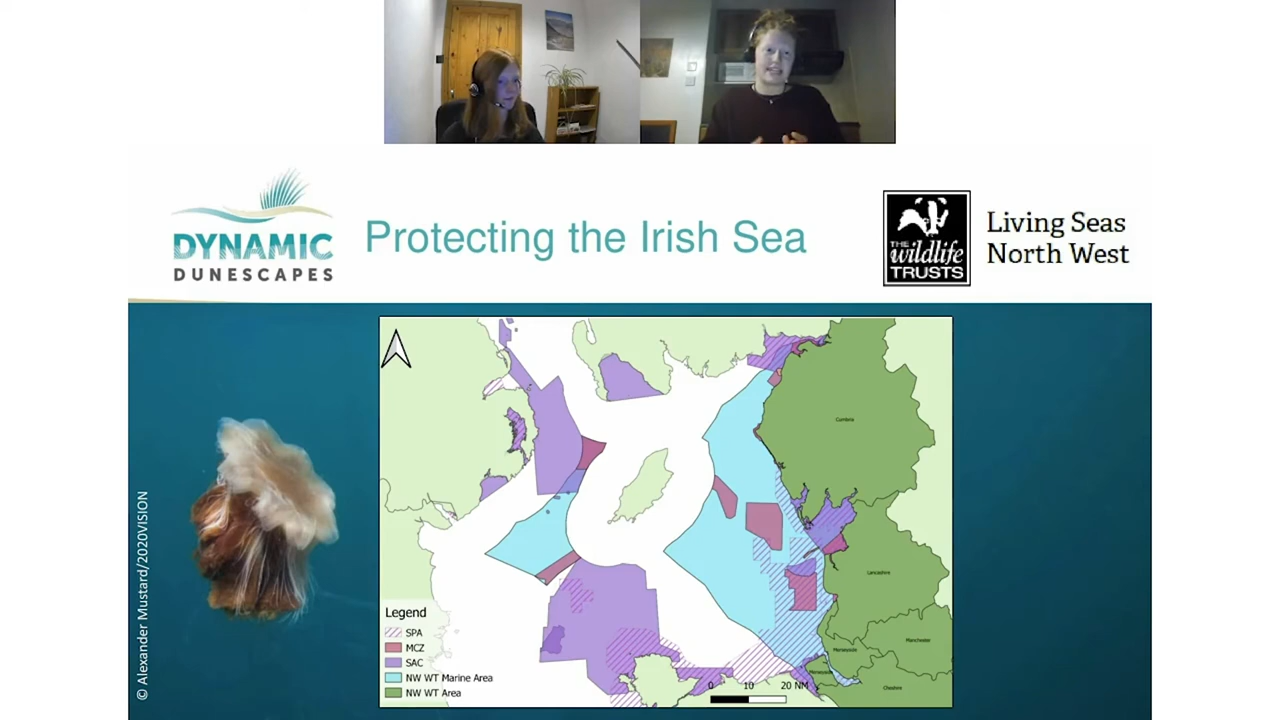 DYNAMIC
DUNESCAPES
Protecting the Irish Sea
THE
wildlife
TRUSTS
Living Seas
North West
© Alexander Mustard/2020VISION
Cumbria
Lancashire
Manchester
Merseyside
Merseyside
Cheshire
Legend
SPA
MCZ
SAC
NW WT Marine Area
NW WT Area
0 10 20 NM